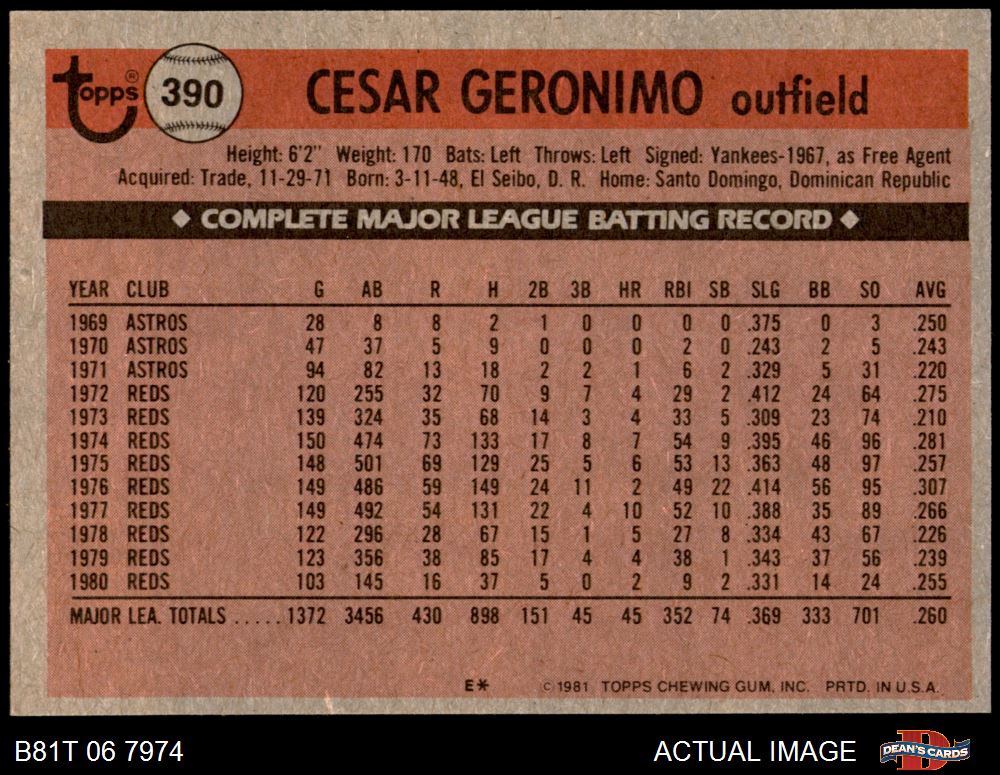 Topps® 390 CESAR GERONIMO outfield
Height: 6'2" Weight: 170 Bats: Left Throws: Left Signed: Yankees-1967, as Free Agent
Acquired: Trade, 11-29-71 Born: 3-11-48, El Seibo, D. R. Home: Santo Domingo, Dominican Republic
◆ COMPLETE MAJOR LEAGUE BATTING RECORD ◆
YEAR CLUB G AB R H 2B 3B HR RBI SB SLG BB SO AVG
1969 ASTROS 28 8 8 2 1 0 0 0 0 .375 0 3 .250
1970 ASTROS 47 37 5 9 0 0 0 2 0 .243 2 5 .243
1971 ASTROS 94 82 13 18 2 2 1 6 2 .329 5 31 .220
1972 REDS 120 255 32 70 9 7 4 29 2 .412 24 64 .275
1973 REDS 139 324 35 68 14 3 4 33 5 .309 23 74 .210
1974 REDS 150 474 73 133 17 8 7 54 9 .395 46 96 .281
1975 REDS 148 501 69 129 25 5 6 53 13 .363 48 97 .257
1976 REDS 149 486 59 149 24 11 2 49 22 .414 56 95 .307
1977 REDS 149 492 54 131 22 4 10 52 10 .388 35 89 .266
1978 REDS 122 296 28 67 15 1 5 27 8 .334 43 67 .226
1979 REDS 123 356 38 85 17 4 4 38 1 .343 37 56 .239
1980 REDS 103 145 16 37 5 0 2 9 2 .331 14 24 .255
MAJOR LEA. TOTALS ..... 1372 3456 430 898 151 45 45 352 74 .369 333 701 .260
E* © 1981 TOPPS CHEWING GUM, INC. PRTD. IN U.S.A.
B81T 06 7974 ACTUAL IMAGE DEAN'S CARDS